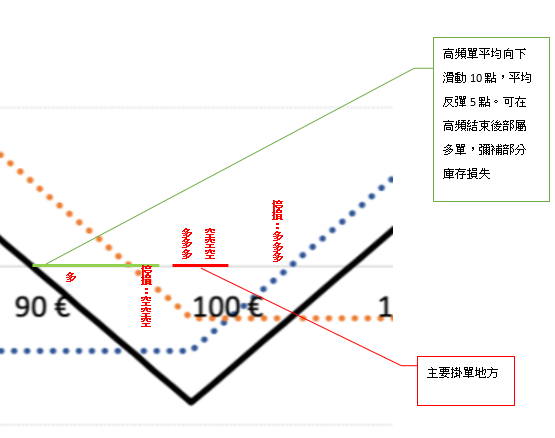 高頻單平均向下
滑動 10 點，平均
反彈 5 點。可在
高頻結束後部屬
多單，彌補部分
庫存損失
停損：多多多
多多多
空空空
多
停損：空空空
90 €
100 €
1
主要掛單地方